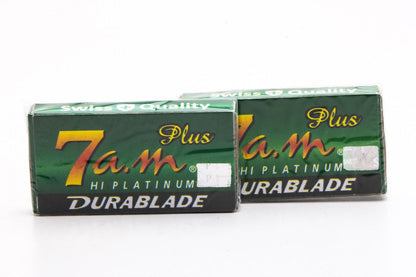 Swiss Quality
7a.m® Plus
HI PLATINUM
DURABLADE
Swiss Quality
7a.m® Plus
HI PLATINUM
DURABLADE